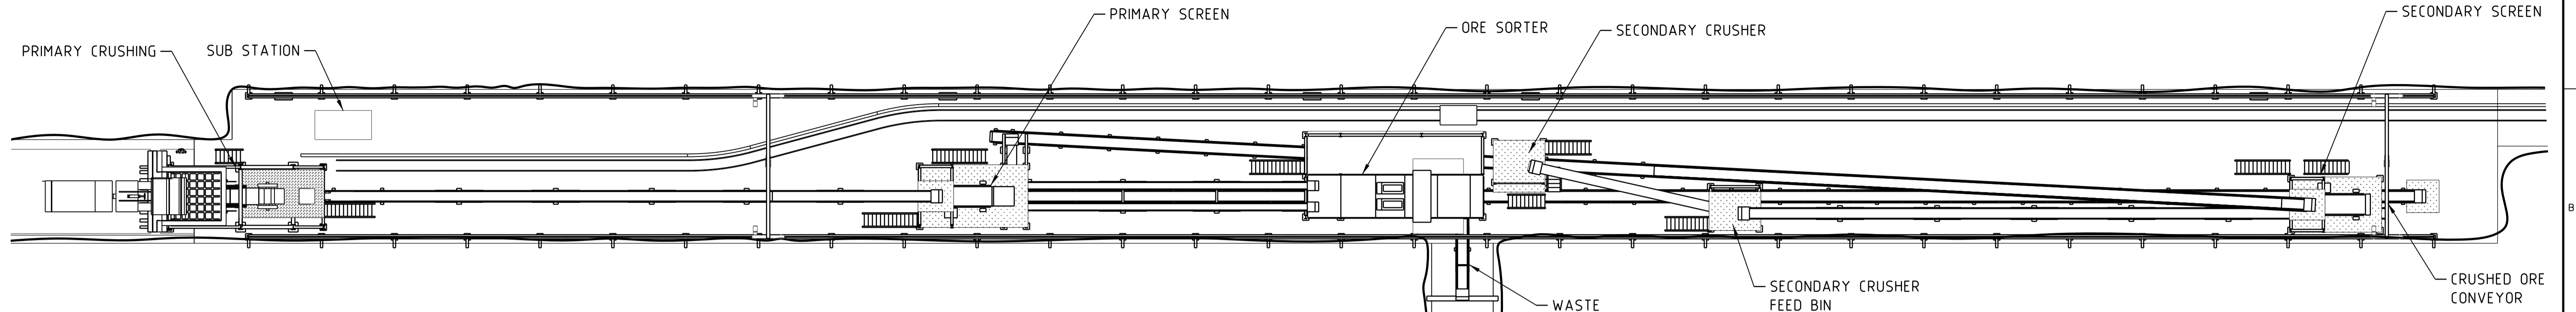 PRIMARY CRUSHING
SUB STATION
PRIMARY SCREEN
ORE SORTER
SECONDARY CRUSHER
SECONDARY SCREEN
B
WASTE
SECONDARY CRUSHER
FEED BIN
CRUSHED ORE
CONVEYOR